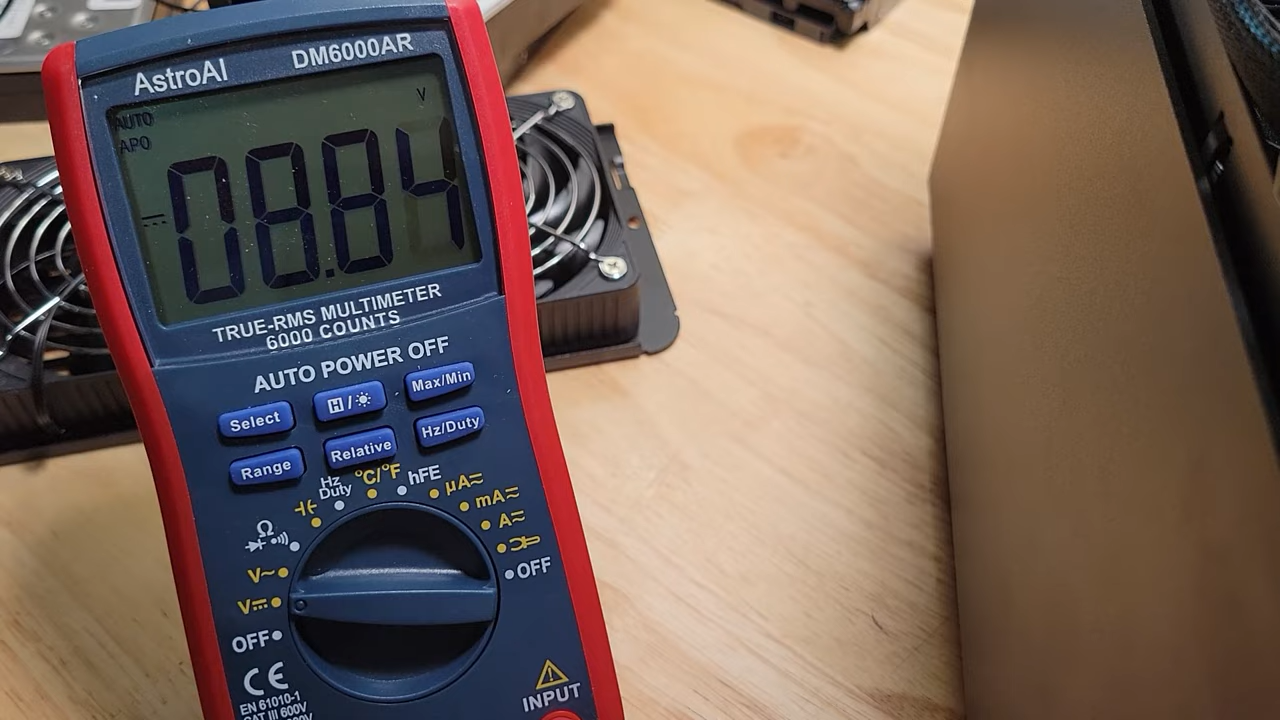 AstroAI DM6000AR
AUTO V
APO
08.84
TRUE-RMS MULTIMETER
6000 COUNTS
AUTO POWER OFF
Select H/☀ Max/Min
Range Relative Hz/Duty
Hz
Duty °C/°F hFE μA
mA
A
Ω
V~
V⎓
OFF OFF
CE
EN 61010-1
CAT III 600V
INPUT